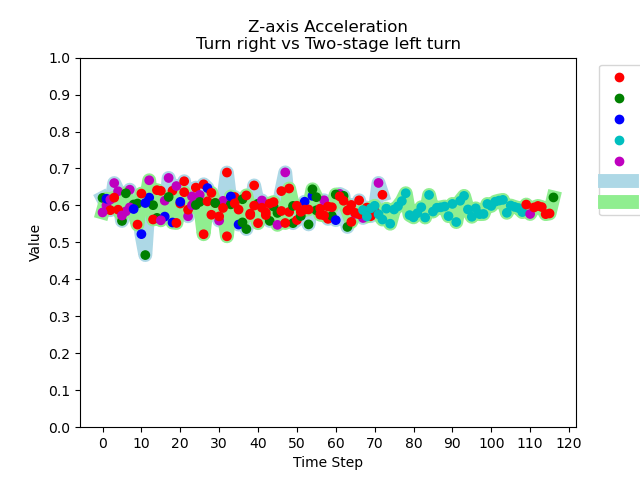 Z-axis Acceleration
Turn right vs Two-stage left turn
1.0
0.9
0.8
0.7
0.6
0.5
0.4
0.3
0.2
0.1
0.0
Value
0 10 20 30 40 50 60 70 80 90 100 110 120
Time Step